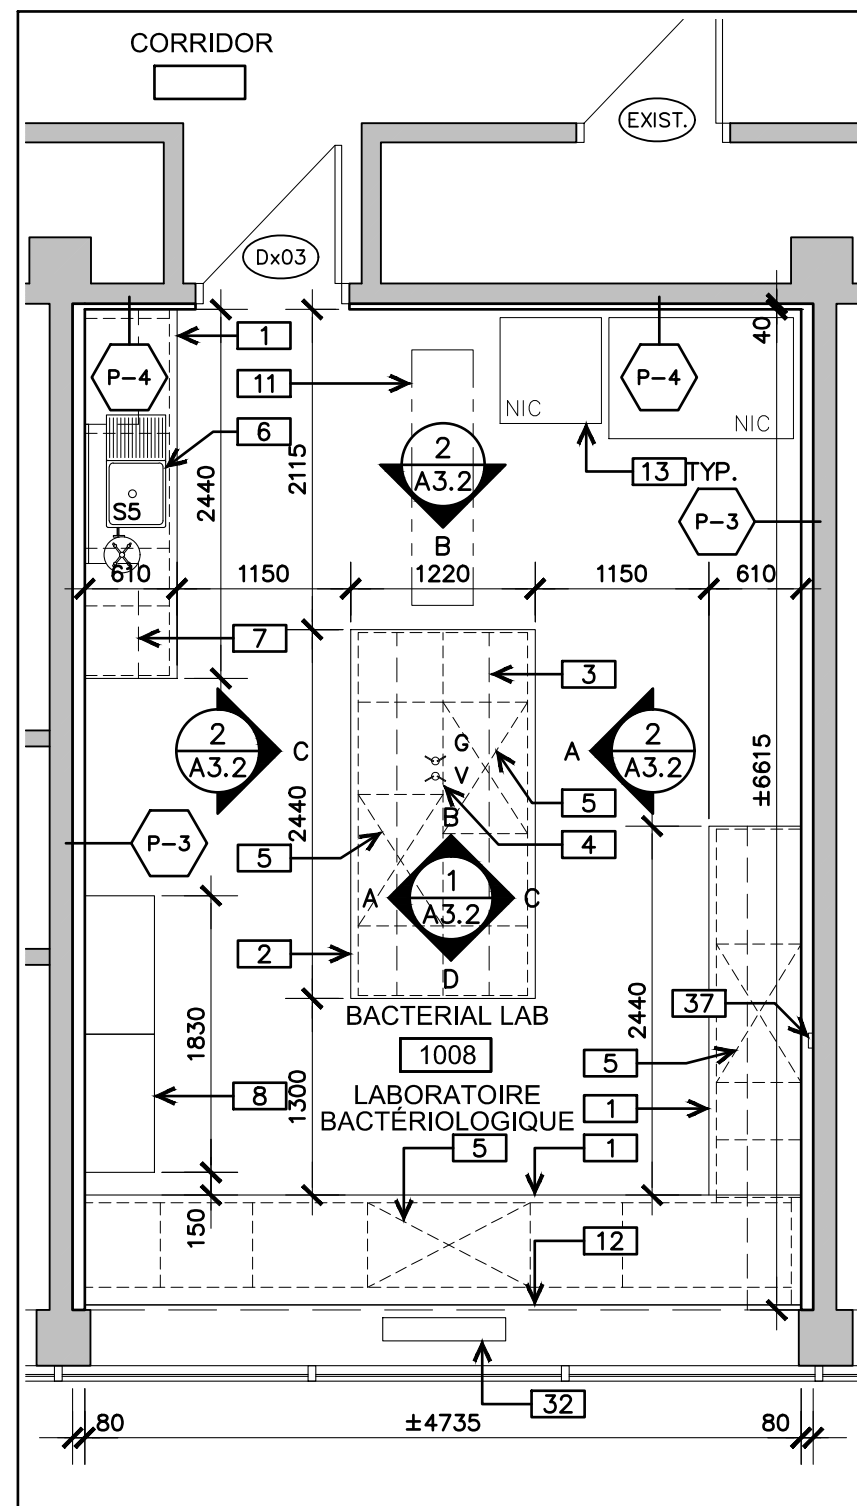 CORRIDOR
EXIST.
Dx03
1
40
P-4
11
P-4
NIC
NIC
6
2
A3.2
B
13 TYP.
2440
2115
S5
P-3
610
1150
1220
1150
610
7
3
2
A3.2
C
G
V
A
2
A3.2
±6615
5
4
B
2440
P-3
5
1
A3.2
A
C
D
2
BACTERIAL LAB
1008
37
2440
1830
5
8
1300
LABORATOIRE
BACTÉRIOLOGIQUE
1
5
1
150
12
32
80
±4735
80